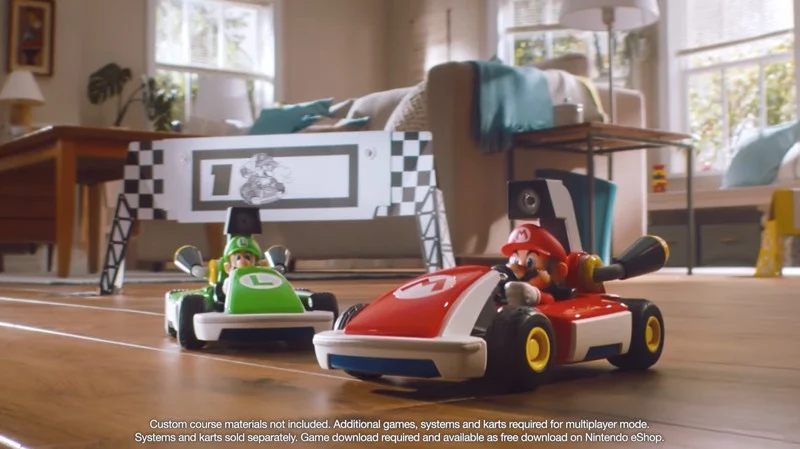 1
L
L
M
M
Custom course materials not included. Additional games, systems and karts required for multiplayer mode.
Systems and karts sold separately. Game download required and available as free download on Nintendo eShop.